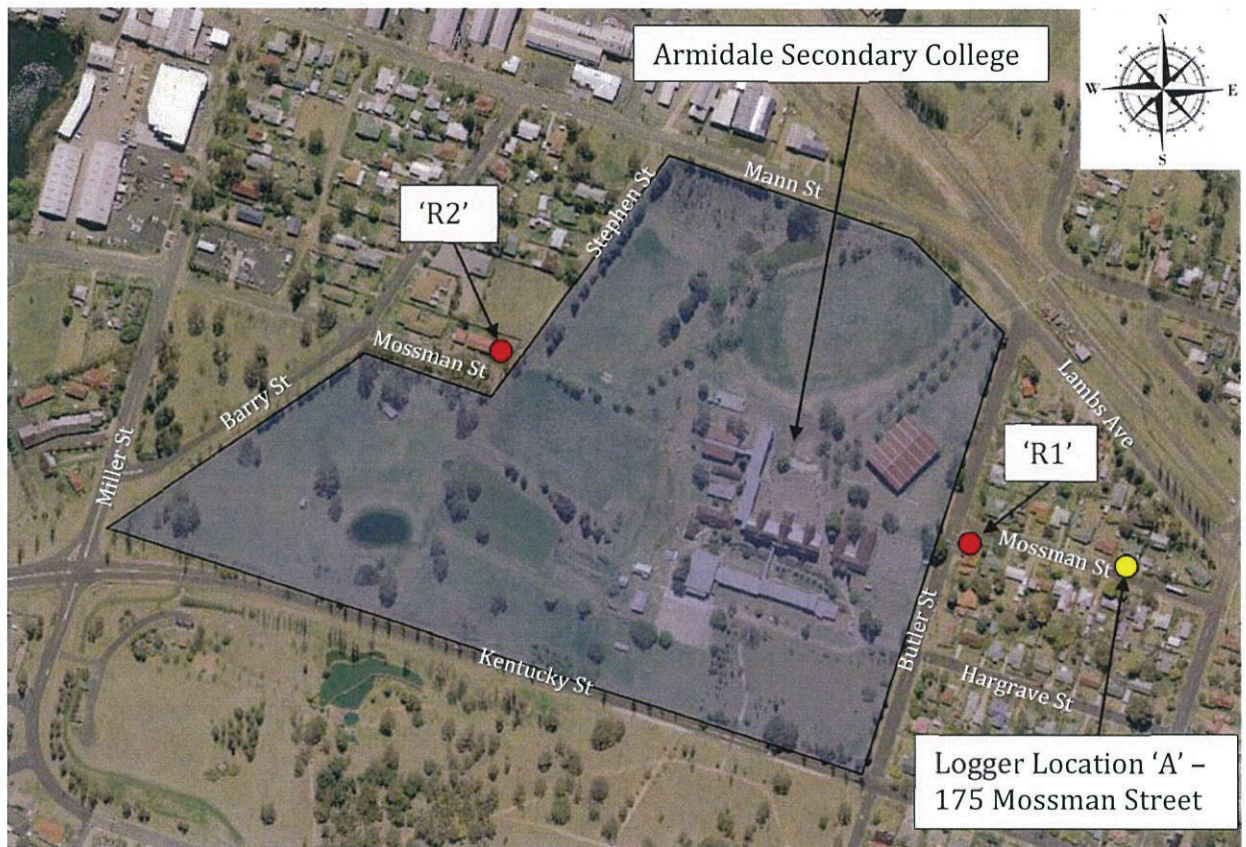 Armidale Secondary College
N
W
E
S
Mann St
Stephen St
'R2'
Mossman St
Barry St
Miller St
Lambs Ave
'R1'
Mossman St
Butler St
Kentucky St
Hargrave St
Logger Location 'A' –
175 Mossman Street